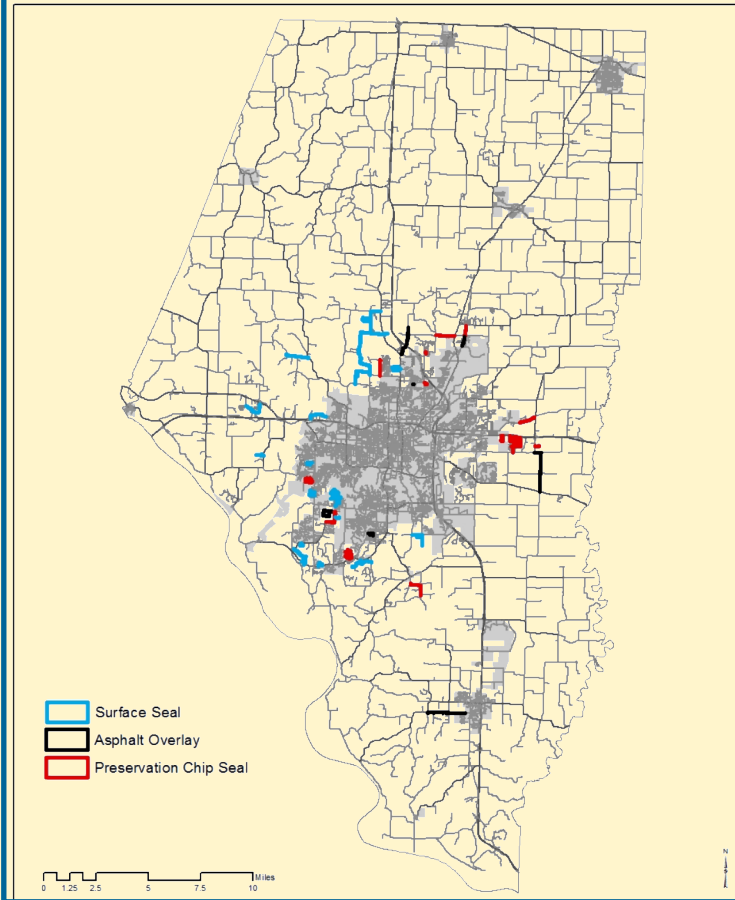 Surface Seal
Asphalt Overlay
Preservation Chip Seal
Miles
0 1.25 2.5 5 7.5 10
N